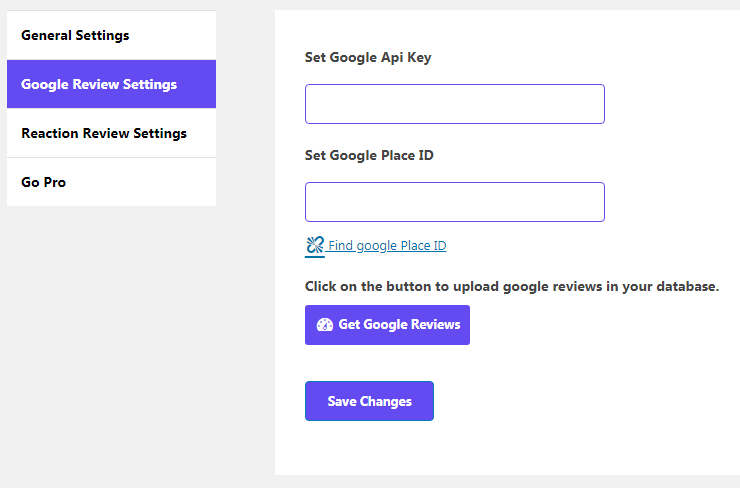 General Settings
Google Review Settings
Reaction Review Settings
Go Pro
Set Google Api Key
Set Google Place ID
Find google Place ID
Click on the button to upload google reviews in your database.
Get Google Reviews
Save Changes